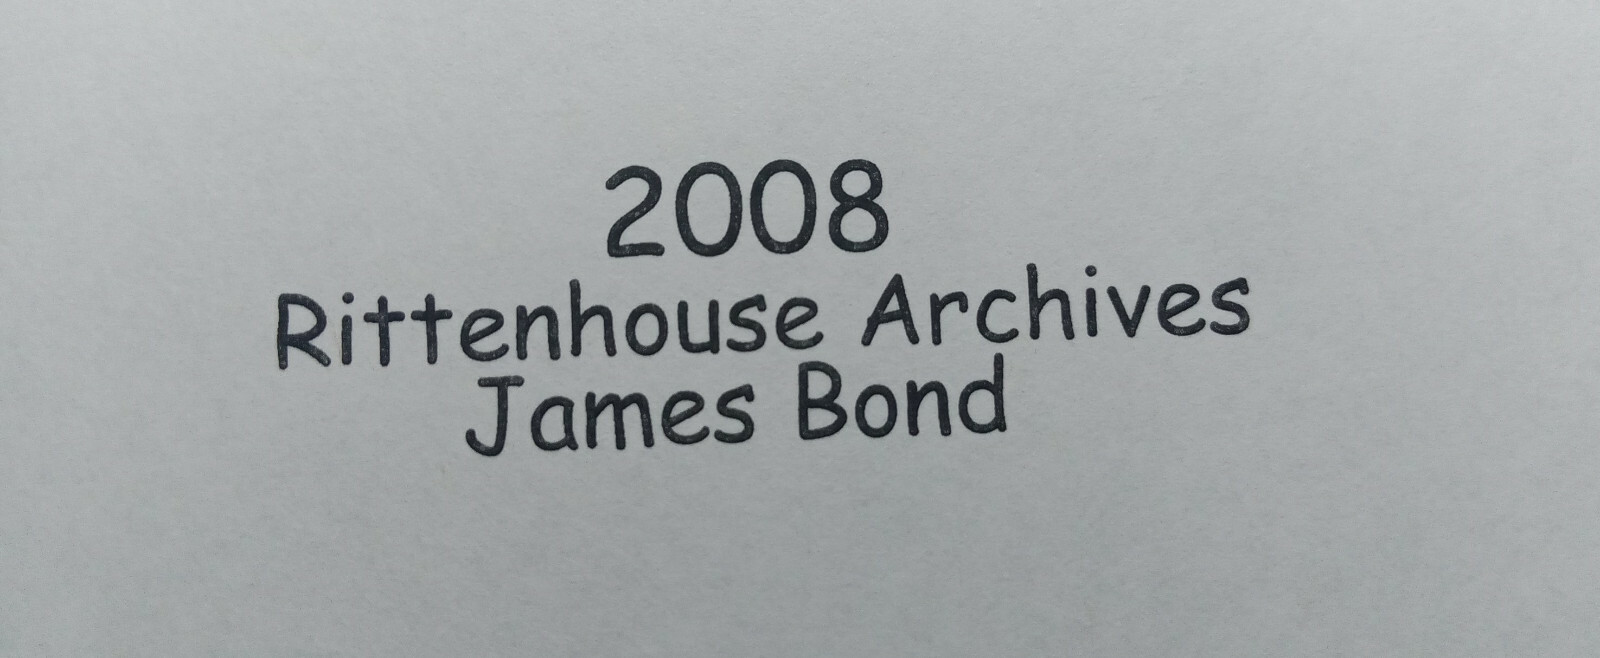 2008
Rittenhouse Archives
James Bond